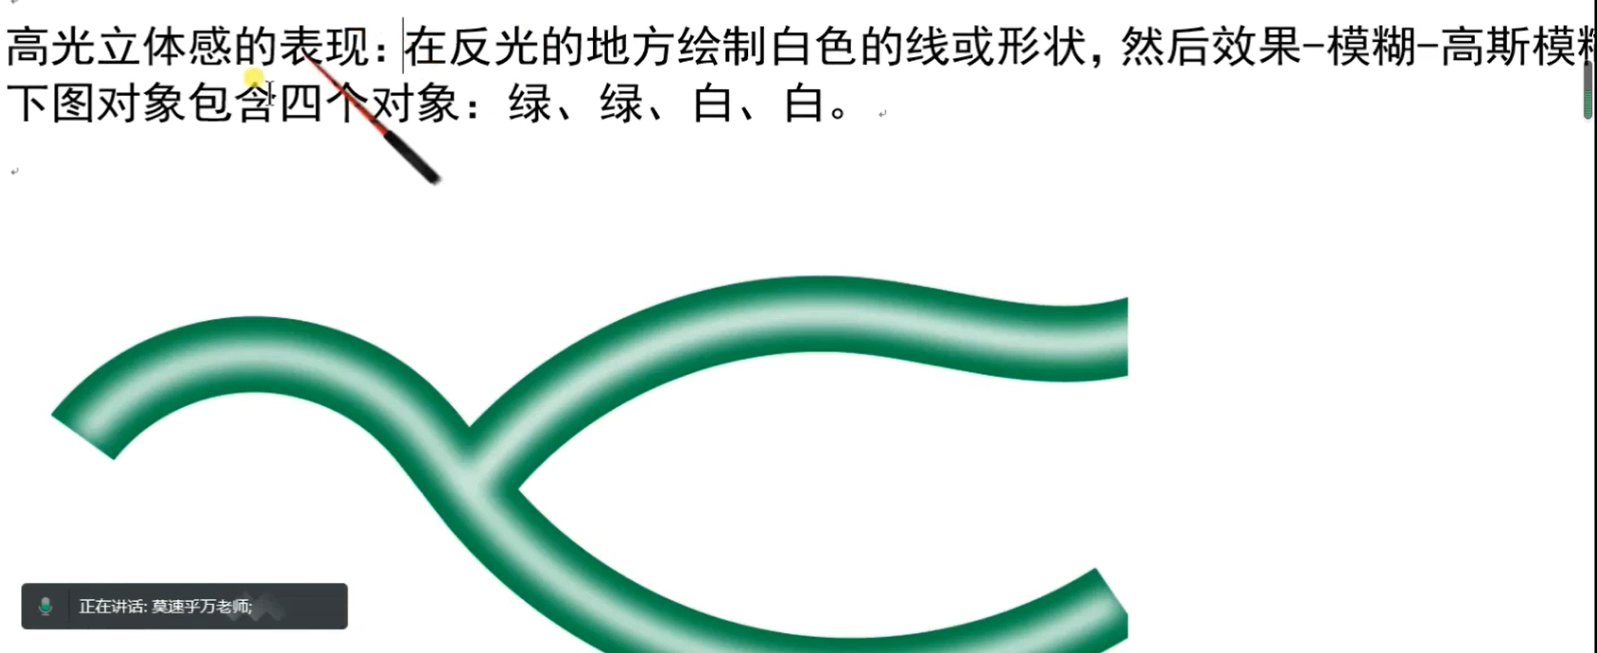 高光立体感的表现：在反光的地方绘制白色的线或形状，然后效果-模糊-高斯模糊
下图对象包含四个对象：绿、绿、白、白。
正在讲话: 莫速乎万老师;